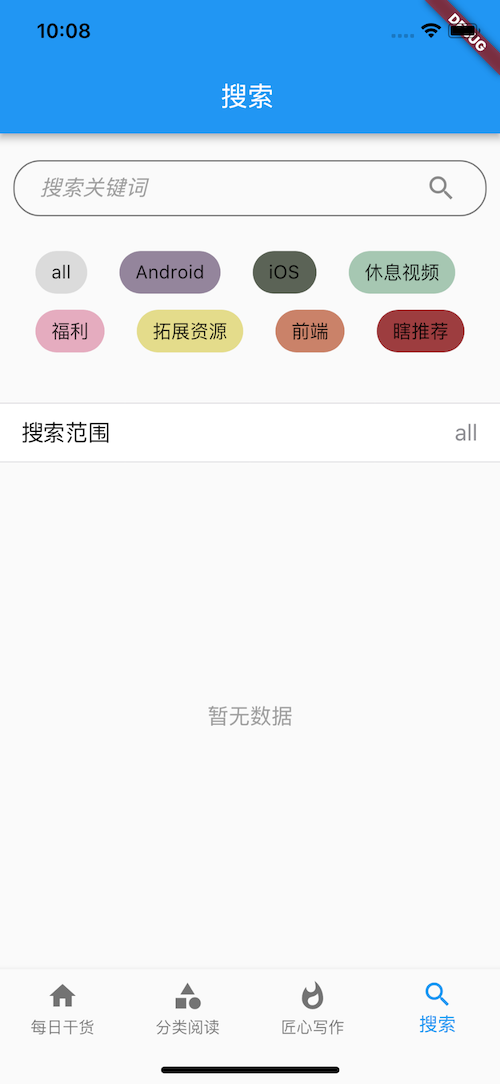 10:08
DEBUG
搜索
搜索关键词
all Android iOS 休息视频
福利 拓展资源 前端 瞎推荐
搜索范围 all
暂无数据
每日干货 分类阅读 匠心写作 搜索